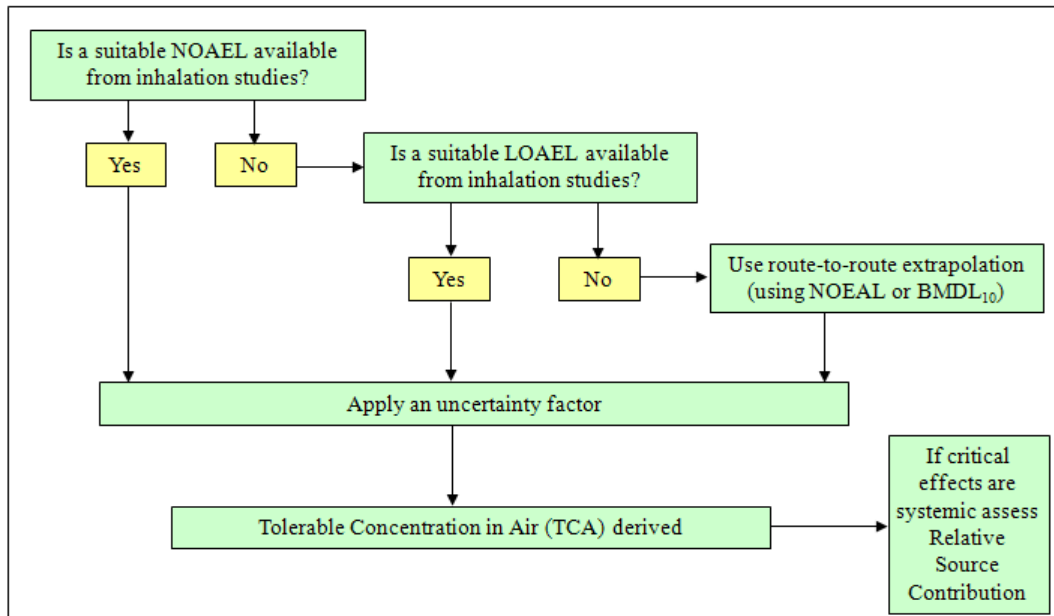 Is a suitable NOAEL available
from inhalation studies?
Yes
No
Is a suitable LOAEL available
from inhalation studies?
Yes
No
Use route-to-route extrapolation
(using NOEAL or BMDL₁₀)
Apply an uncertainty factor
Tolerable Concentration in Air (TCA) derived
If critical
effects are
systemic assess
Relative
Source
Contribution